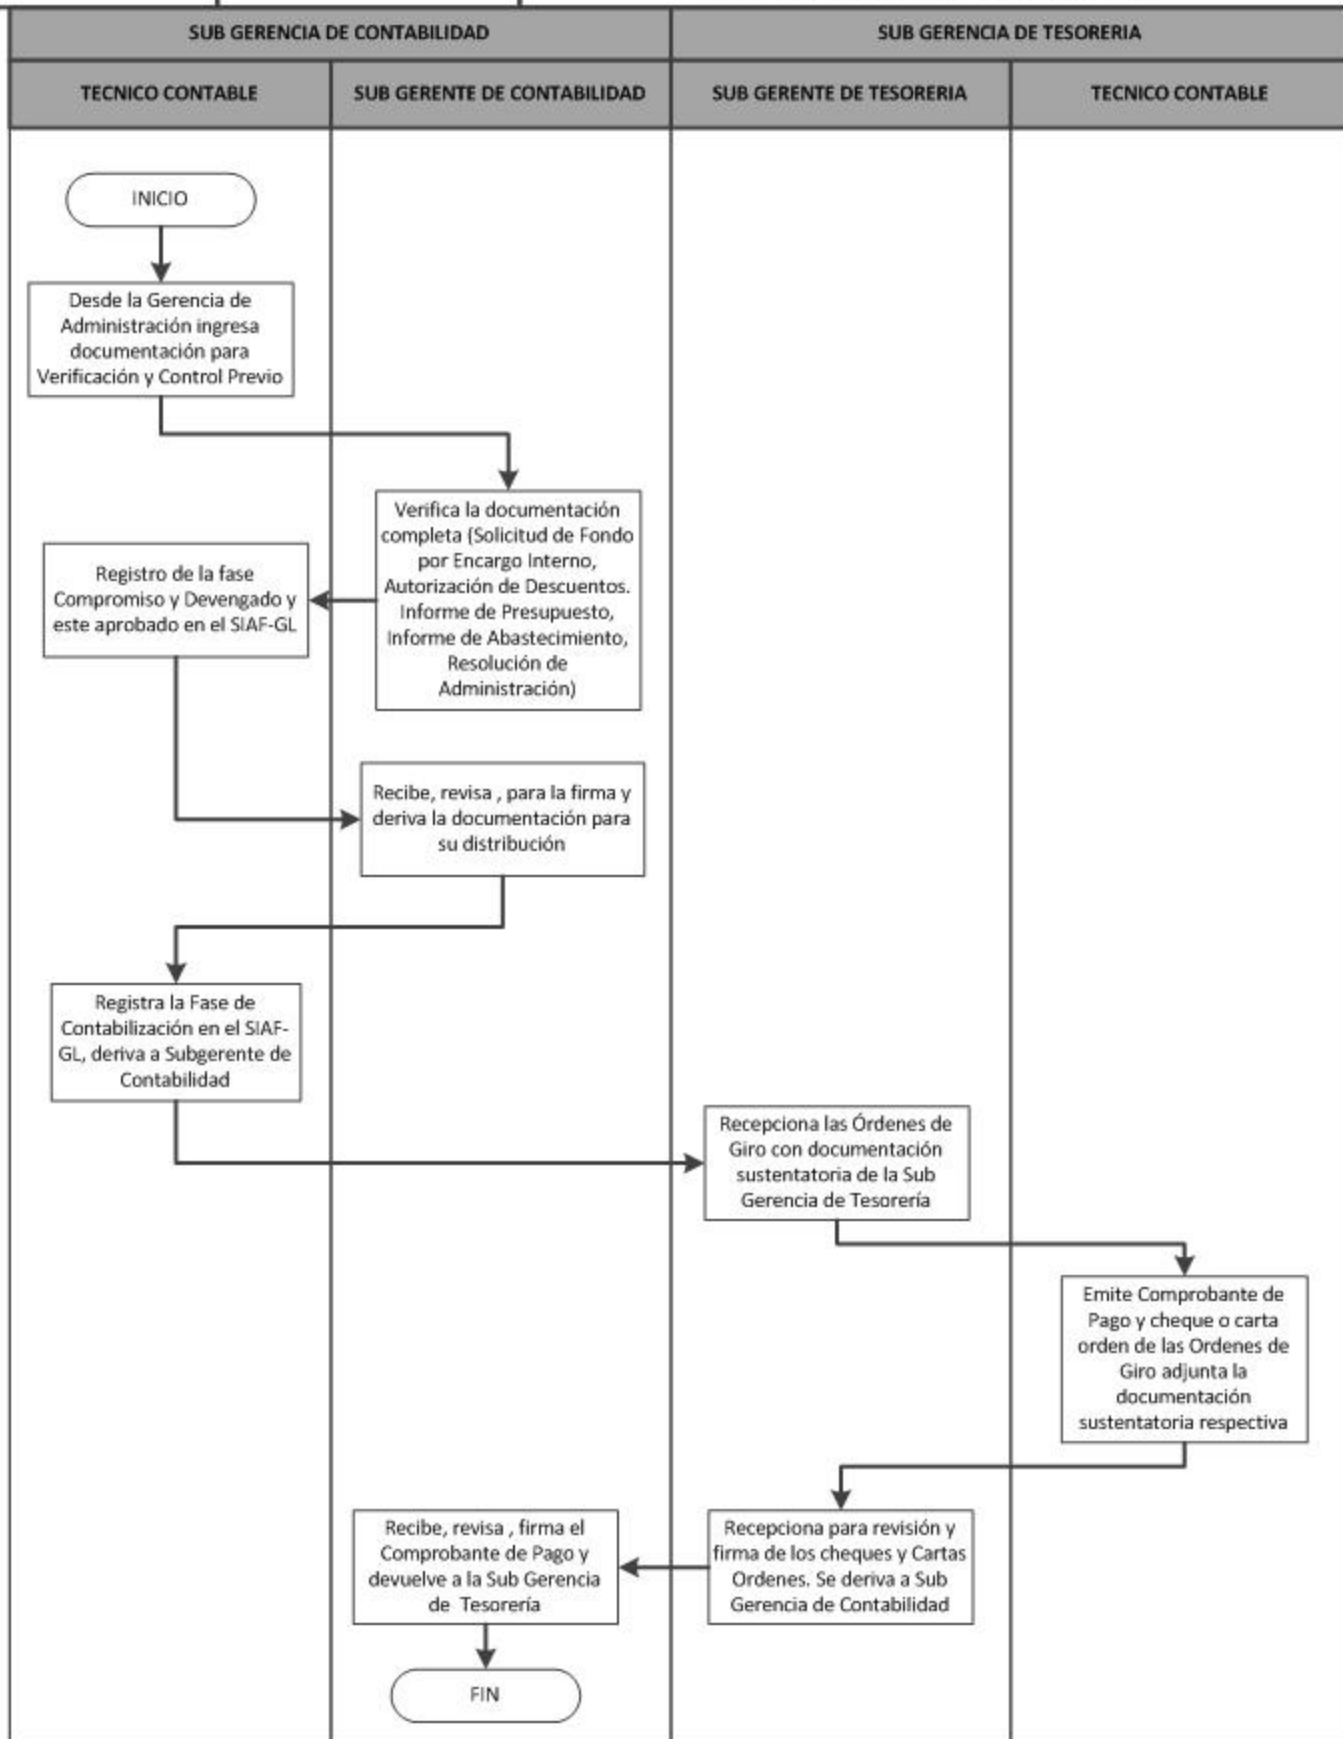 SUB GERENCIA DE CONTABILIDAD
SUB GERENCIA DE TESORERIA
TECNICO CONTABLE
SUB GERENTE DE CONTABILIDAD
SUB GERENTE DE TESORERIA
TECNICO CONTABLE
INICIO
Desde la Gerencia de
Administración ingresa
documentación para
Verificación y Control Previo
Verifica la documentación
completa (Solicitud de Fondo
por Encargo Interno,
Autorización de Descuentos.
Informe de Presupuesto,
Informe de Abastecimiento,
Resolución de
Administración)
Registro de la fase
Compromiso y Devengado y
este aprobado en el SIAF-GL
Recibe, revisa , para la firma y
deriva la documentación para
su distribución
Registra la Fase de
Contabilización en el SIAF-
GL, deriva a Subgerente de
Contabilidad
Recepciona las Órdenes de
Giro con documentación
sustentatoria de la Sub
Gerencia de Tesorería
Emite Comprobante de
Pago y cheque o carta
orden de las Ordenes de
Giro adjunta la
documentación
sustentatoria respectiva
Recepciona para revisión y
firma de los cheques y Cartas
Ordenes. Se deriva a Sub
Gerencia de Contabilidad
Recibe, revisa , firma el
Comprobante de Pago y
devuelve a la Sub Gerencia
de Tesorería
FIN